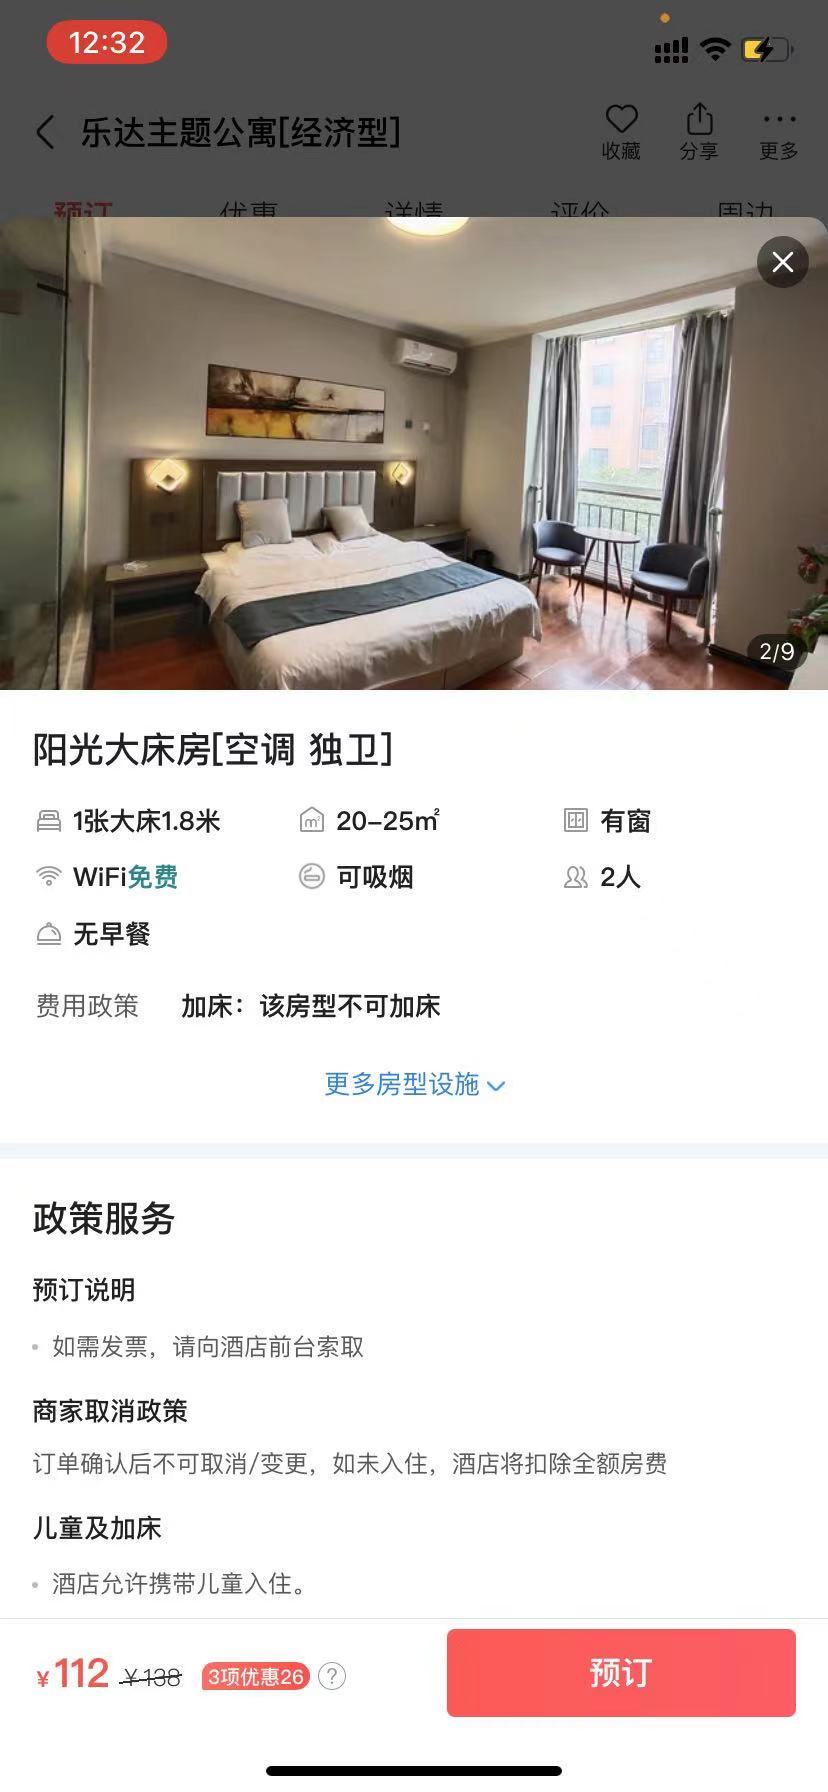 12:32
乐达主题公寓[经济型]
收藏
分享
更多
预订
优惠
详情
评价
周边
2/9
阳光大床房[空调 独卫]
1张大床1.8米
20-25㎡
有窗
WiFi免费
可吸烟
2人
无早餐
费用政策 加床：该房型不可加床
更多房型设施
政策服务
预订说明
• 如需发票，请向酒店前台索取
商家取消政策
订单确认后不可取消/变更，如未入住，酒店将扣除全额房费
儿童及加床
• 酒店允许携带儿童入住。
¥112 ¥138 3项优惠26 ?
预订